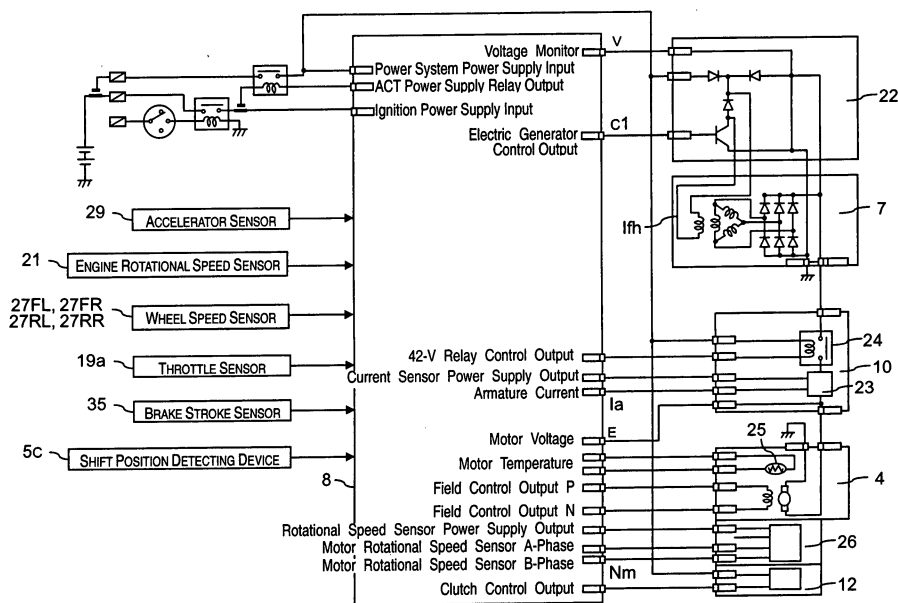 Voltage Monitor
V
Power System Power Supply Input
ACT Power Supply Relay Output
Ignition Power Supply Input
Electric Generator
Control Output
C1
22
29
ACCELERATOR SENSOR
21
ENGINE ROTATIONAL SPEED SENSOR
27FL, 27FR
27RL, 27RR
WHEEL SPEED SENSOR
19a
THROTTLE SENSOR
35
BRAKE STROKE SENSOR
5c
SHIFT POSITION DETECTING DEVICE
8
Ifh
7
42-V Relay Control Output
Current Sensor Power Supply Output
Armature Current
Ia
24
10
23
Motor Voltage
E
Motor Temperature
25
Field Control Output P
4
Field Control Output N
Rotational Speed Sensor Power Supply Output
Motor Rotational Speed Sensor A-Phase
Motor Rotational Speed Sensor B-Phase
Nm
26
Clutch Control Output
12